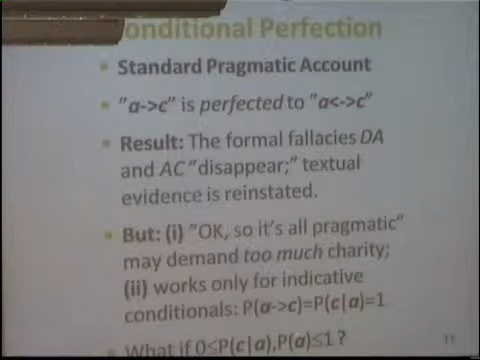 onditional Perfection
• Standard Pragmatic Account
• "a->c" is perfected to "a<->c"
• Result: The formal fallacies DA
and AC "disappear;" textual
evidence is reinstated.
• But: (i) "OK, so it's all pragmatic"
may demand too much charity;
(ii) works only for indicative
conditionals: P(a->c)=P(c|a)=1
• What if 0≤P(c|a),P(a)≤1 ?